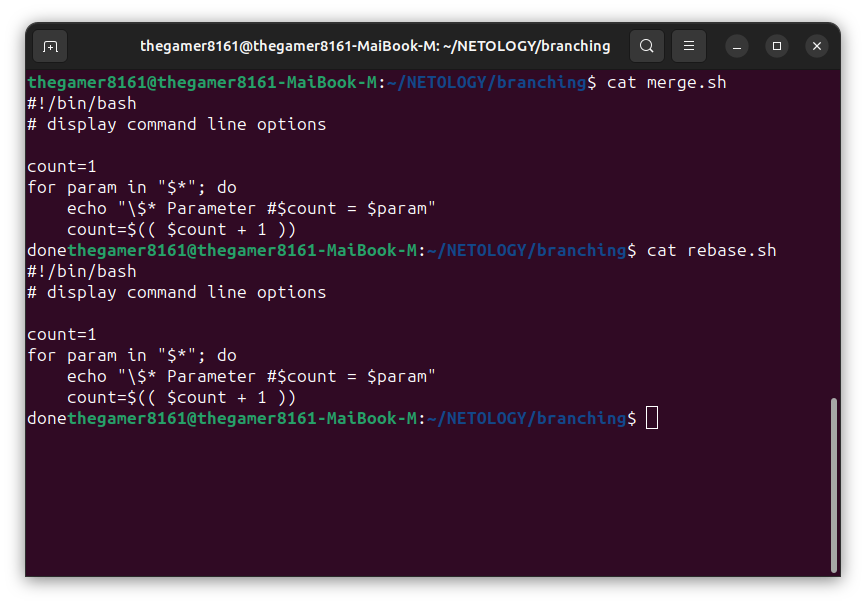 thegamer8161@thegamer8161-MaiBook-M: ~/NETOLOGY/branching
thegamer8161@thegamer8161-MaiBook-M:~/NETOLOGY/branching$ cat merge.sh
#!/bin/bash
# display command line options

count=1
for param in "$*"; do
    echo "\$* Parameter #$count = $param"
    count=$(( $count + 1 ))
donethegamer8161@thegamer8161-MaiBook-M:~/NETOLOGY/branching$ cat rebase.sh
#!/bin/bash
# display command line options

count=1
for param in "$*"; do
    echo "\$* Parameter #$count = $param"
    count=$(( $count + 1 ))
donethegamer8161@thegamer8161-MaiBook-M:~/NETOLOGY/branching$